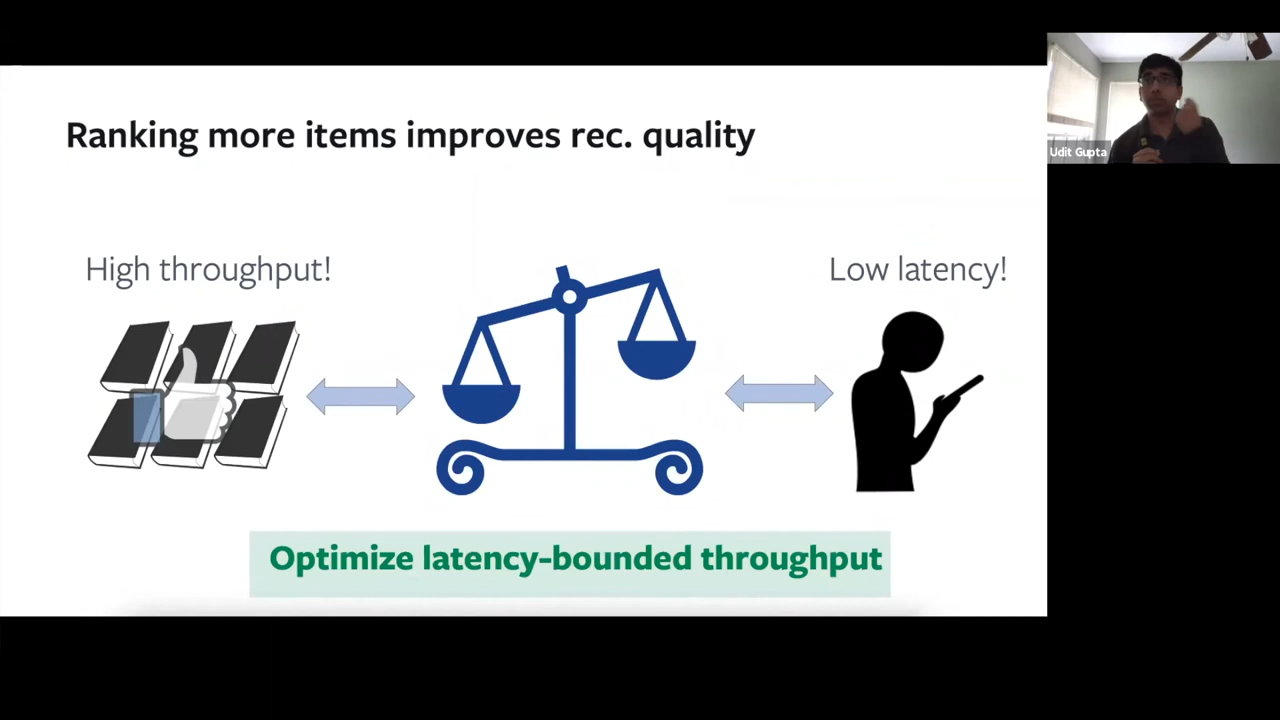 Ranking more items improves rec. quality
High throughput!
Low latency!
Optimize latency-bounded throughput
Udit Gupta